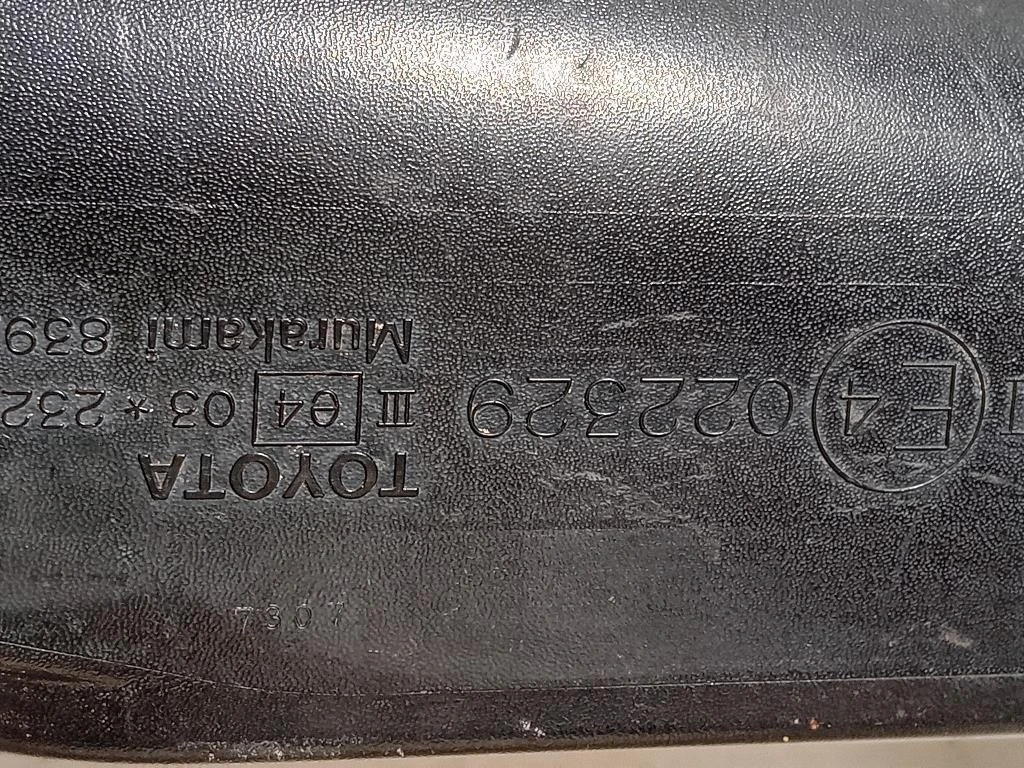 TOYOTA
E4 022329 III e4 03 * 232
Murakami 839
7307